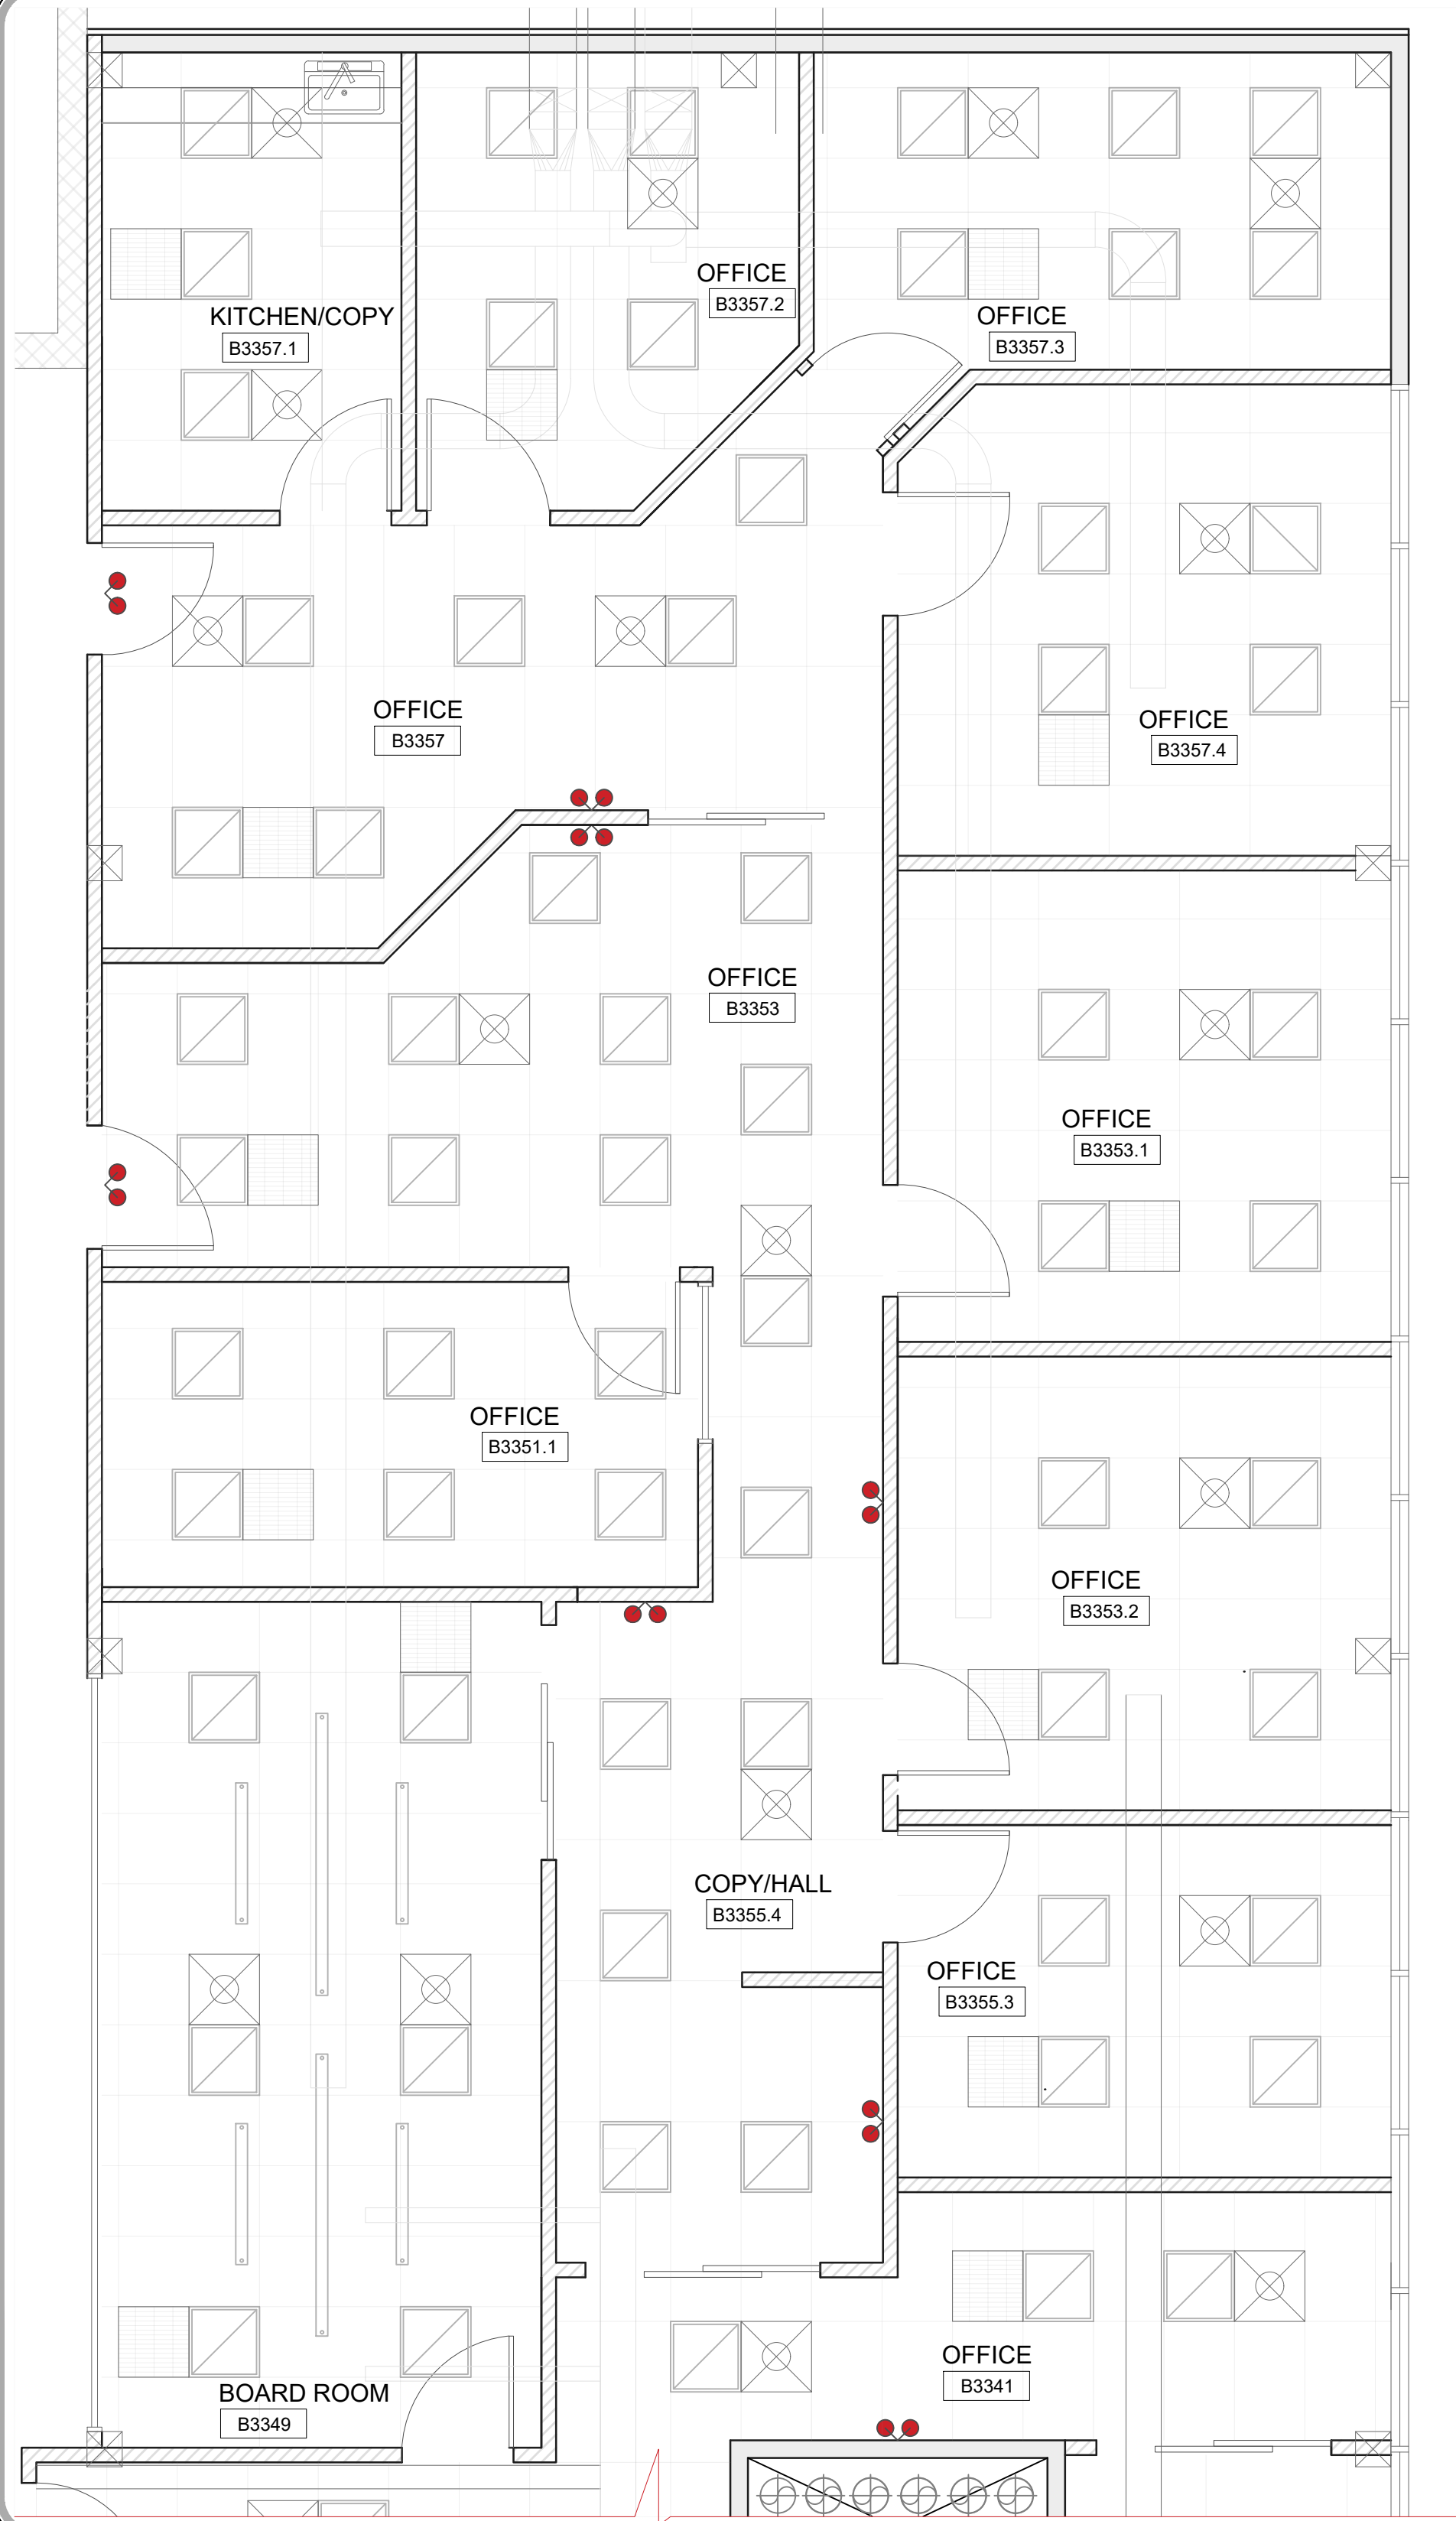 OFFICE
B3357.2
KITCHEN/COPY
B3357.1
OFFICE
B3357.3
OFFICE
B3357
OFFICE
B3357.4
OFFICE
B3353
OFFICE
B3353.1
OFFICE
B3351.1
OFFICE
B3353.2
COPY/HALL
B3355.4
OFFICE
B3355.3
OFFICE
B3341
BOARD ROOM
B3349